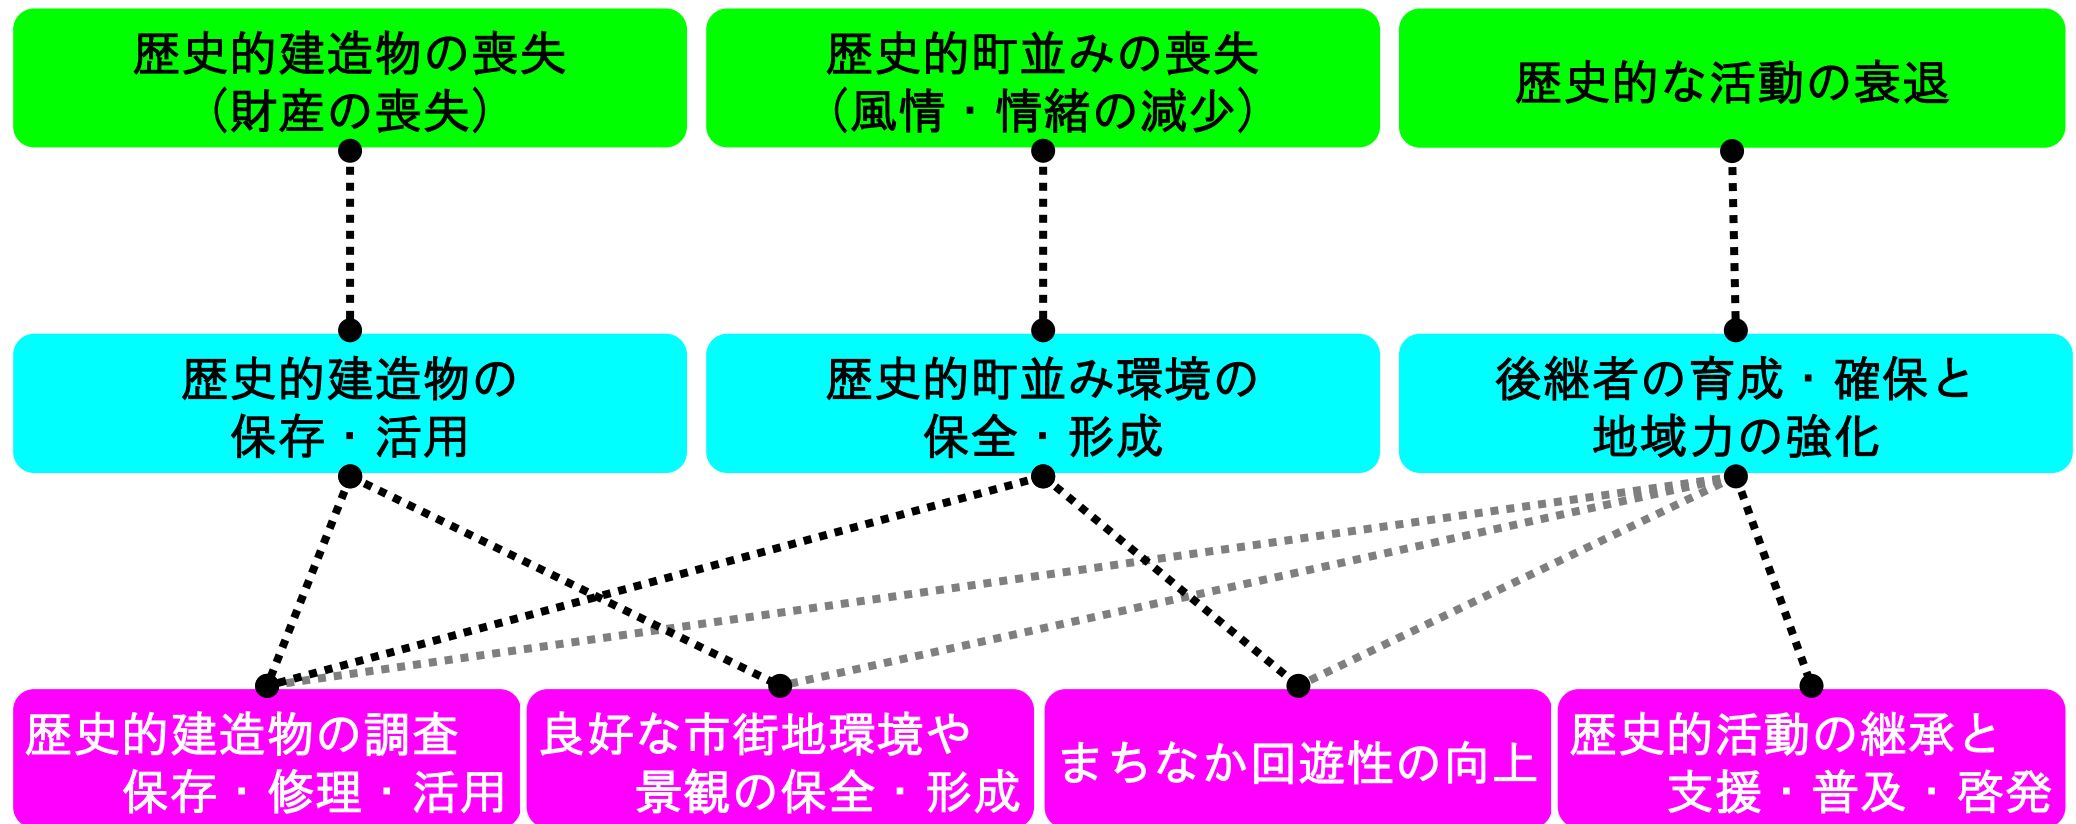 歴史的建造物の喪失
（財産の喪失）
歴史的町並みの喪失
（風情・情緒の減少）
歴史的な活動の衰退
歴史的建造物の
保存・活用
歴史的町並み環境の
保全・形成
後継者の育成・確保と
地域力の強化
歴史的建造物の調査
保存・修理・活用
良好な市街地環境や
景観の保全・形成
まちなか回遊性の向上
歴史的活動の継承と
支援・普及・啓発